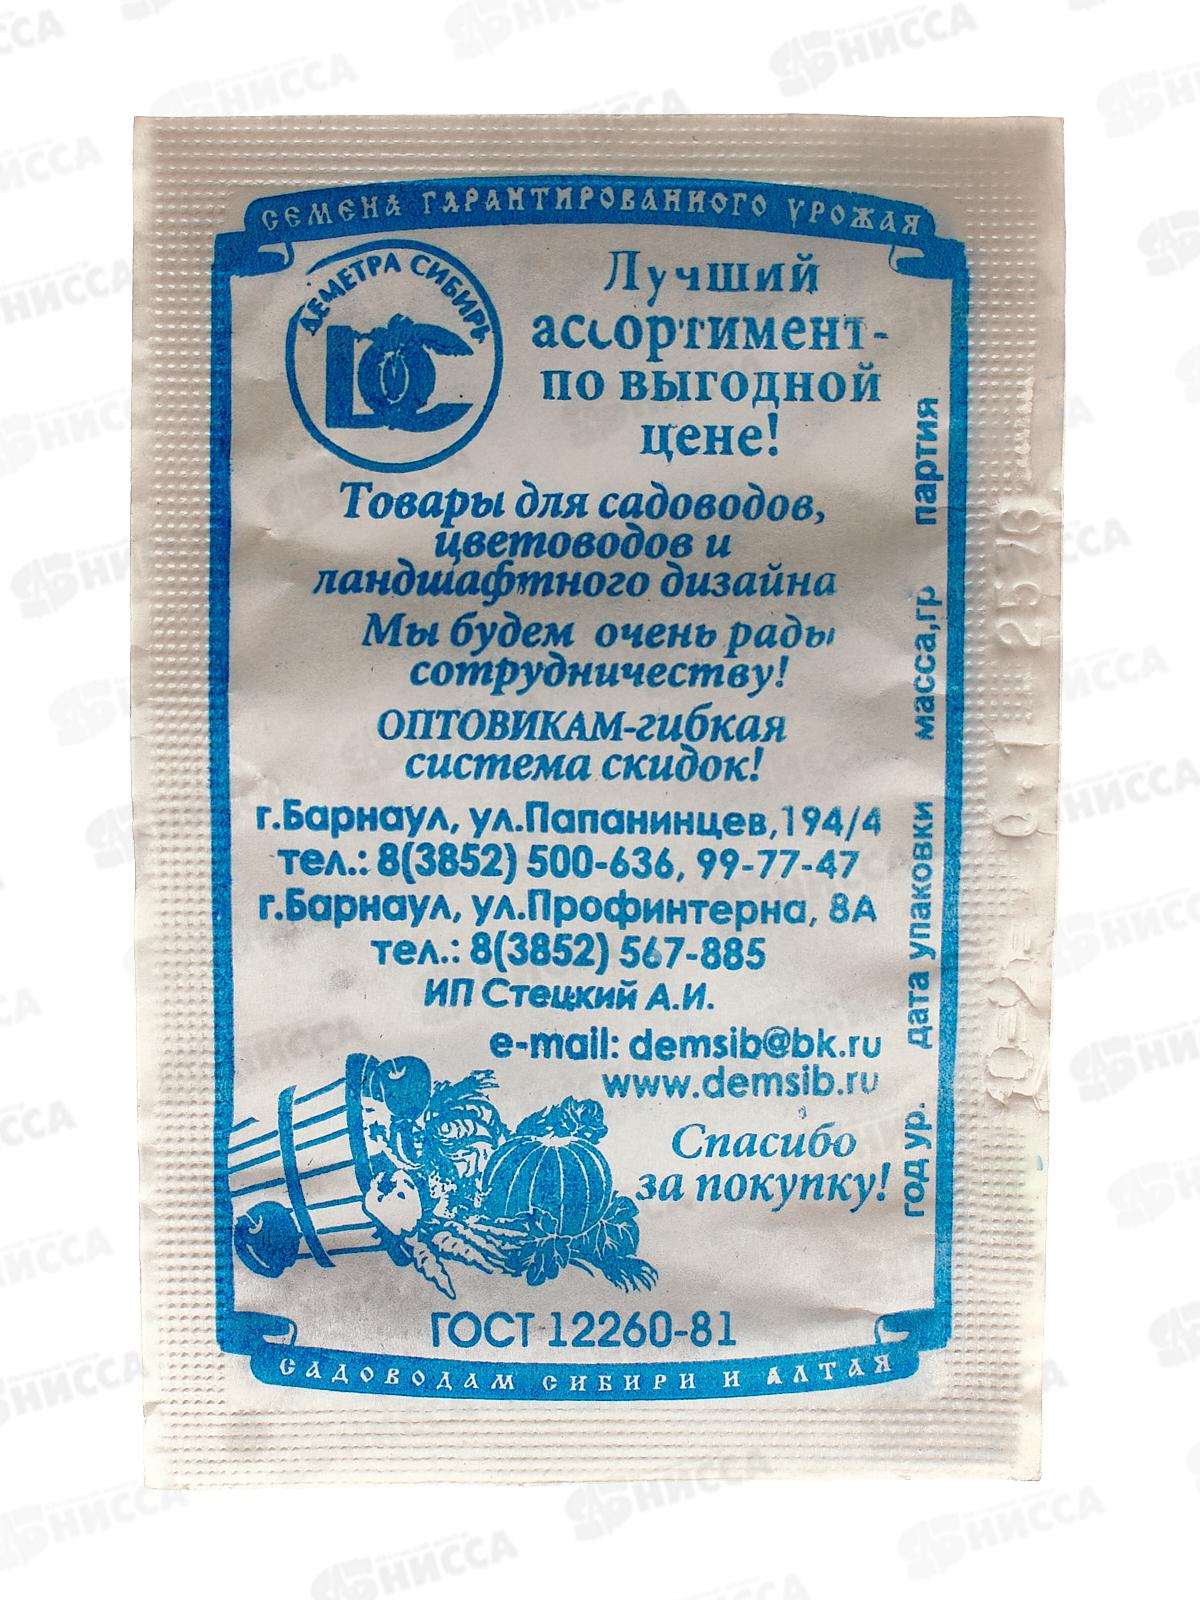 СЕМЕНА ГАРАНТИРОВАННОГО УРОЖАЯ
ДЕМЕТРА СИБИРЬ
ДС
Лучший
ассортимент-
по выгодной
цене!
Товары для садоводов,
цветоводов и
ландшафтного дизайна
Мы будем очень рады
сотрудничеству!
ОПТОВИКАМ-гибкая
система скидок!
г.Барнаул, ул.Папанинцев,194/4
тел.: 8(3852) 500-636, 99-77-47
г.Барнаул, ул.Профинтерна, 8А
тел.: 8(3852) 567-885
ИП Стецкий А.И.
e-mail: demsib@bk.ru
www.demsib.ru
Спасибо
за покупку!
ГОСТ 12260-81
САДОВОДАМ СИБИРИ И АЛТАЯ
год ур. дата упаковки масса,гр партия
НИССА